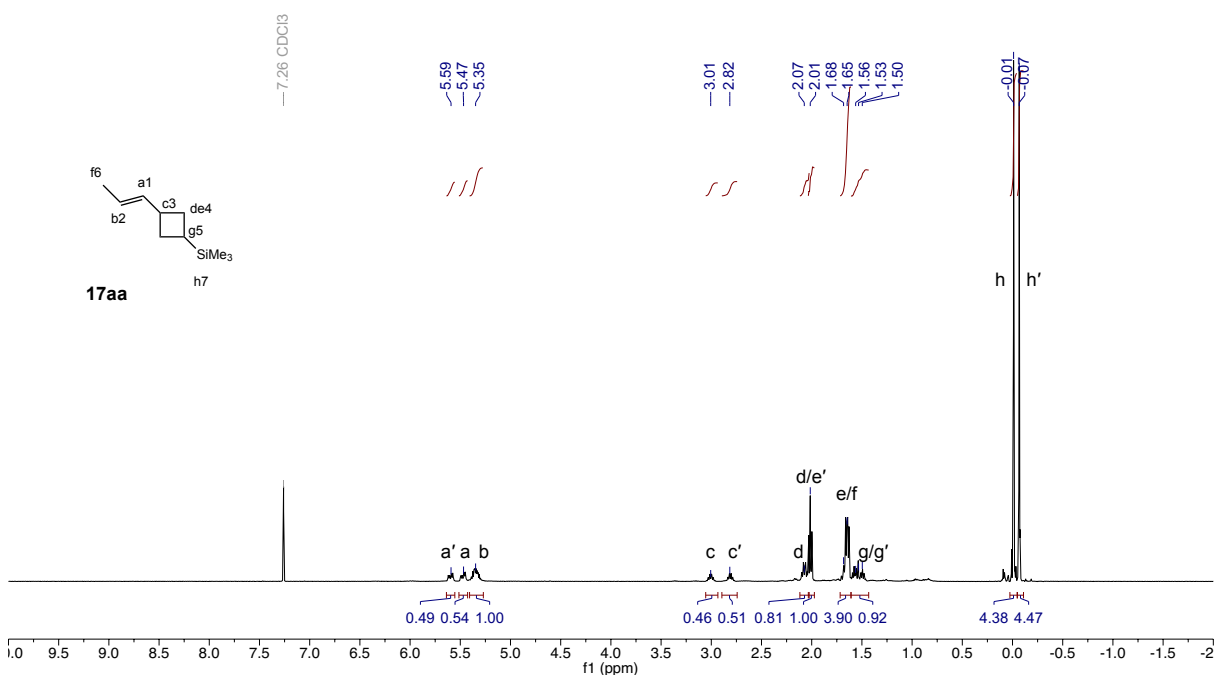 7.26 CDCl3
5.59
5.47
5.35
3.01
2.82
2.07
2.01
1.68
1.65
1.56
1.53
1.50
-0.01
-0.07
f6
a1
b2
c3
de4
g5
SiMe3
h7
17aa
h h′
d/e′
e/f
a′ a b c c′ d g/g′
0.49 0.54 1.00 0.46 0.51 0.81 1.00 3.90 0.92 4.38 4.47
.0 9.5 9.0 8.5 8.0 7.5 7.0 6.5 6.0 5.5 5.0 4.5 4.0 3.5 3.0 2.5 2.0 1.5 1.0 0.5 0.0 -0.5 -1.0 -1.5 -2
f1 (ppm)